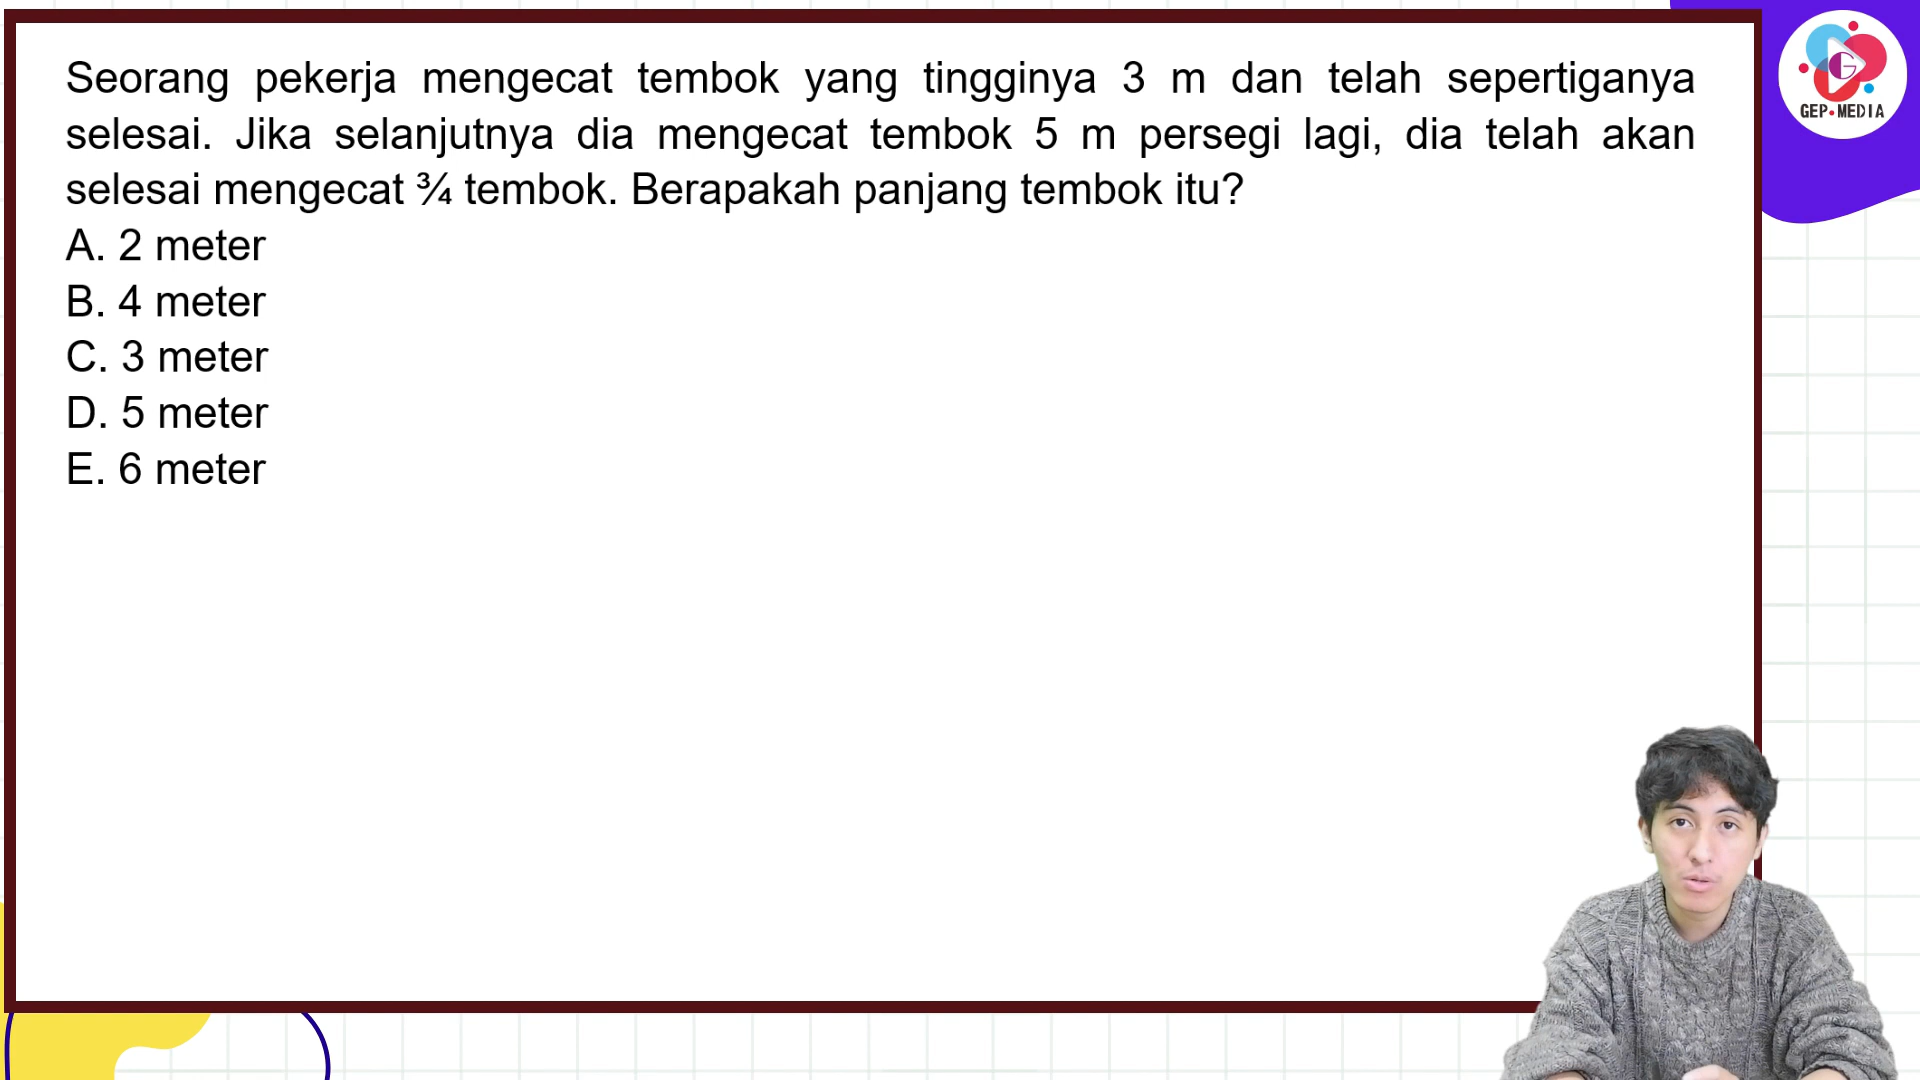 Seorang pekerja mengecat tembok yang tingginya 3 m dan telah sepertiganya
selesai. Jika selanjutnya dia mengecat tembok 5 m persegi lagi, dia telah akan
selesai mengecat ¾ tembok. Berapakah panjang tembok itu?
A. 2 meter
B. 4 meter
C. 3 meter
D. 5 meter
E. 6 meter
G
GEP•MEDIA